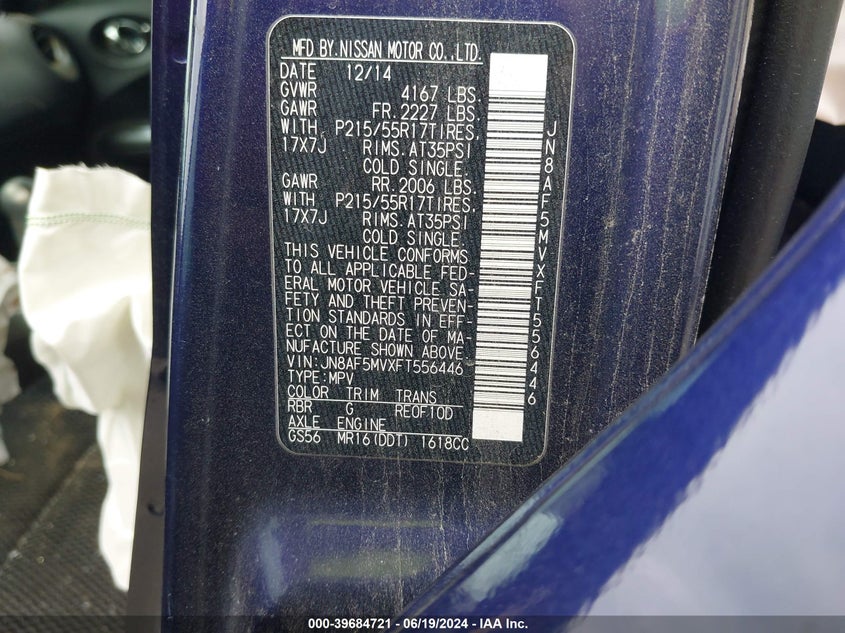 MFD BY.NISSAN MOTOR CO.,LTD.
DATE 12/14
GVWR 4167 LBS.
GAWR FR.2227 LBS.
WITH P215/55R17TIRES,
17X7J RIMS.AT35PSI
COLD SINGLE.
GAWR RR.2006 LBS.
WITH P215/55R17TIRES,
17X7J RIMS.AT35PSI
COLD SINGLE.
THIS VEHICLE CONFORMS
TO ALL APPLICABLE FED-
ERAL MOTOR VEHICLE SA-
FETY AND THEFT PREVEN-
TION STANDARDS IN EFF-
ECT ON THE DATE OF MA-
NUFACTURE SHOWN ABOVE.
VIN:JN8AF5MVXFT556446
TYPE:MPV
COLOR TRIM TRANS
RBR G RE0F10D
AXLE ENGINE
GS56 MR16(DDT) 1618CC
JN8AF5MVXFT556446
000-39684721 - 06/19/2024 - IAA Inc.